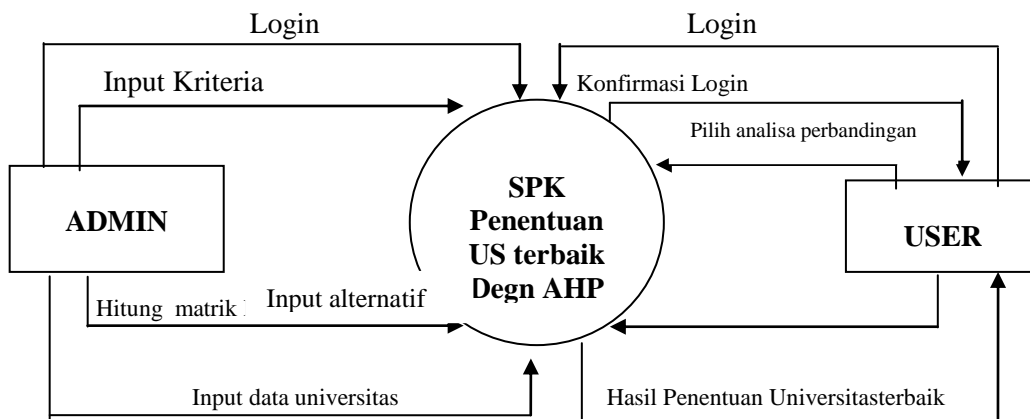 Login
Login
Input Kriteria
Konfirmasi Login
Pilih analisa perbandingan
ADMIN
SPK
Penentuan
US terbaik
Degn AHP
USER
Hitung matrik
Input alternatif
Input data universitas
Hasil Penentuan Universitasterbaik